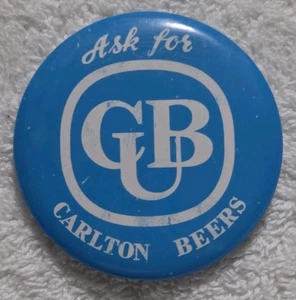 Ask for
CUB
CARLTON BEERS